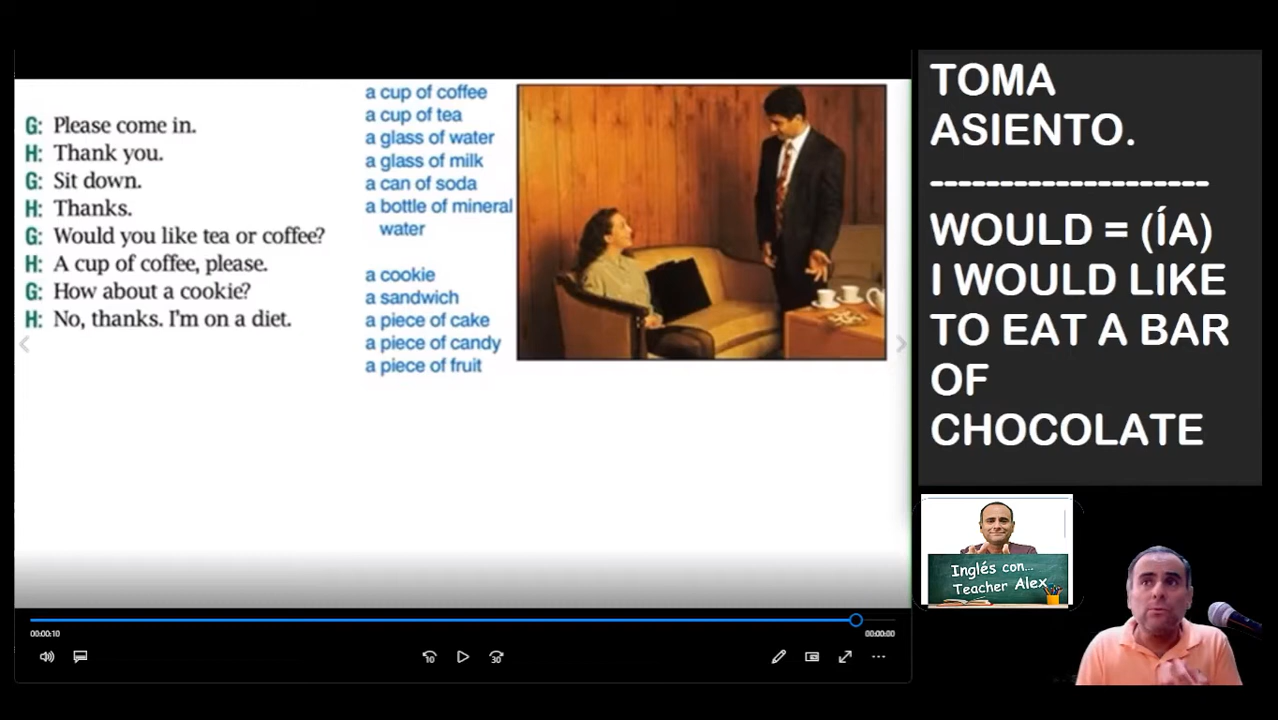 G: Please come in.
H: Thank you.
G: Sit down.
H: Thanks.
G: Would you like tea or coffee?
H: A cup of coffee, please.
G: How about a cookie?
H: No, thanks. I'm on a diet.
a cup of coffee
a cup of tea
a glass of water
a glass of milk
a can of soda
a bottle of mineral
water
a cookie
a sandwich
a piece of cake
a piece of candy
a piece of fruit
TOMA
ASIENTO.
--------------------
WOULD = (ÍA)
I WOULD LIKE
TO EAT A BAR
OF
CHOCOLATE
Inglés con...
Teacher Alex
00:00:10
00:00:00
10
30